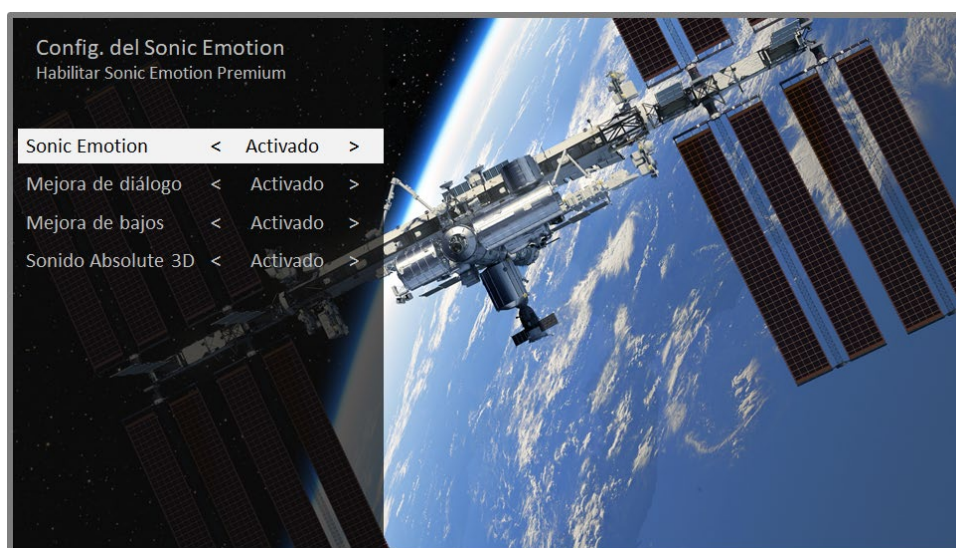 Config. del Sonic Emotion
Habilitar Sonic Emotion Premium
Sonic Emotion < Activado >
Mejora de diálogo < Activado >
Mejora de bajos < Activado >
Sonido Absolute 3D < Activado >